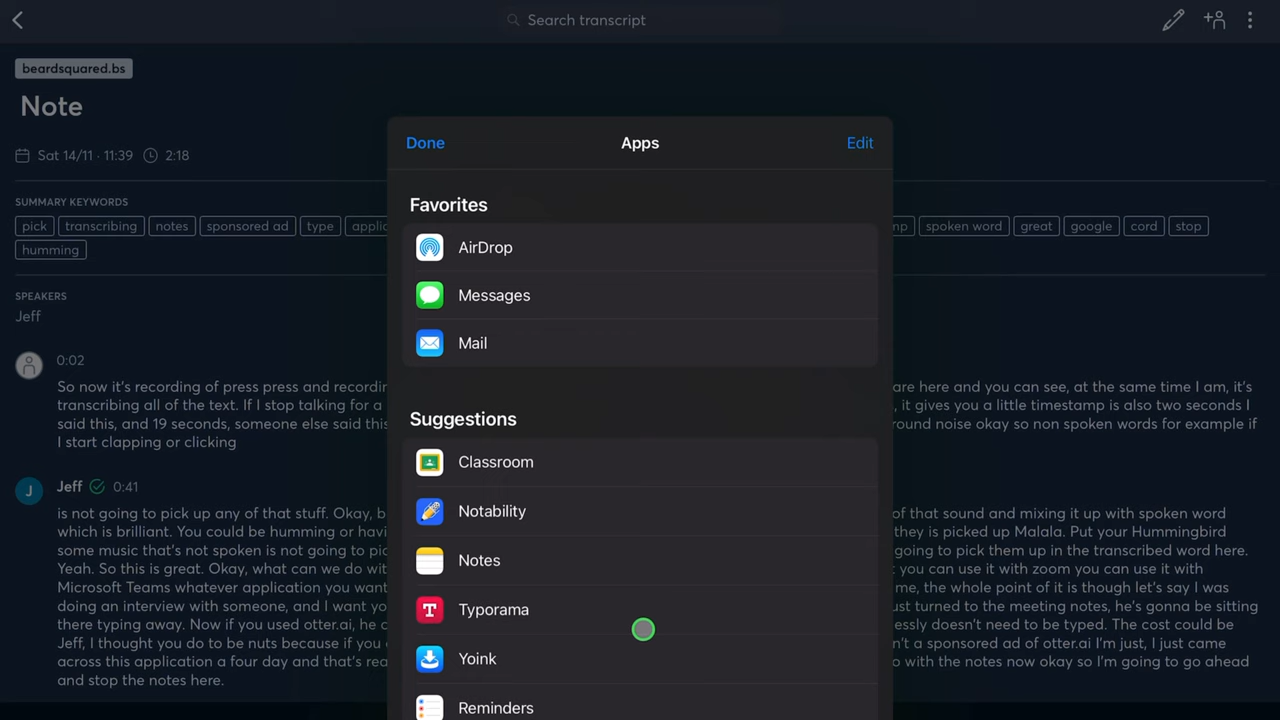 Search transcript
beardsquared.bs
Note
Sat 14/11 · 11:39 2:18
SUMMARY KEYWORDS
pick transcribing notes sponsored ad type spoken word great google cord stop
humming
SPEAKERS
Jeff
0:02
So now it's recording of press press and are here and you can see, at the same time I am, it's
transcribing all of the text. If I stop talking for a , it gives you a little timestamp is also two seconds I
said this, and 19 seconds, someone else said this noise okay so non spoken words for example if
I start clapping or clicking
J
Jeff 0:41
is not going to pick up any of that stuff. Okay, of that sound and mixing it up with spoken word
which is brilliant. You could be humming or they is picked up Malala. Put your Hummingbird
some music that's not spoken is not going to going to pick them up in the transcribed word here.
Yeah. So this is great. Okay, what can we do you can use it with zoom you can use it with
Microsoft Teams whatever application you want me, the whole point of it is though let's say I was
doing an interview with someone, and I want turned to the meeting notes, he's gonna be sitting
there typing away. Now if you used otter.ai, he doesn't need to be typed. The cost could be
Jeff, I thought you do to be nuts because if you a sponsored ad of otter.ai I'm just, I just came
across this application a four day and that's with the notes now okay so I'm going to go ahead
and stop the notes here.
Done Apps Edit
Favorites
AirDrop
Messages
Mail
Suggestions
Classroom
Notability
Notes
T Typorama
Yoink
Reminders